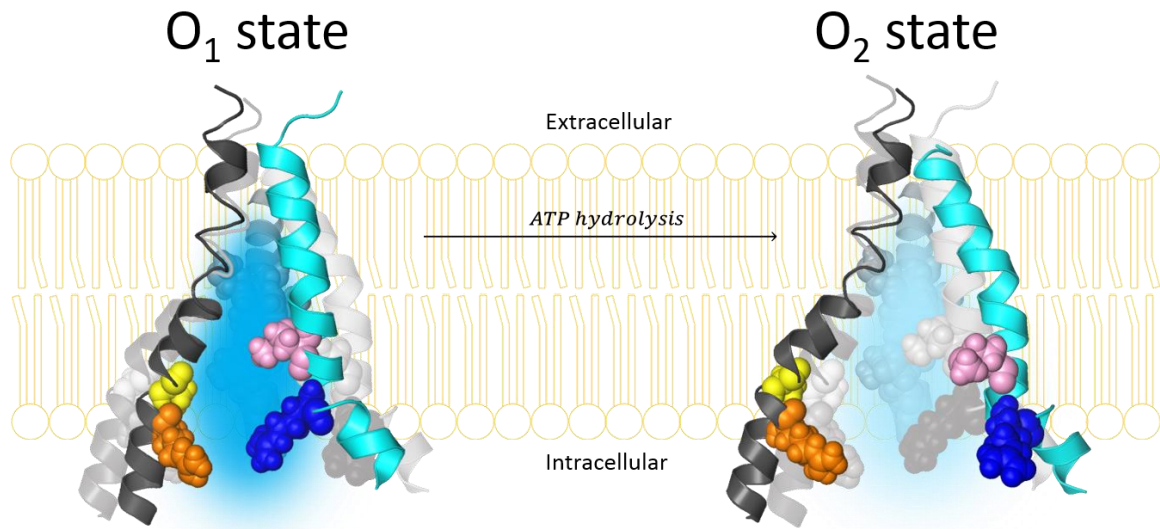 O₁ state
O₂ state
Extracellular
ATP hydrolysis
Intracellular